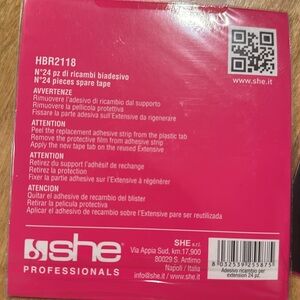 HBR2118
N°24 pz di ricambi biadesivo
N°24 pieces spare tape
www.she.it
AVVERTENZE
Rimuovere l'adesivo di ricambio dal supporto
Rimuovere la pellicola protettiva
Fissare la parte adesiva sull'Extensive da rigenerare
ATTENTION
Peel the replacement adhesive strip from the plastic tab
Remove the protective film from adhesive strip
Apply the new tape tab on the reused Extensive
ATTENTION
Retirez du support l'adhésif de rechange
Retirez la protection
Fixer la partie adhesive sur l'Extensive à régénérer
ATENCION
Quitar el adhesivo de recambio del blister
Retirar la película protectiva
Aplicar el adhesivo de recambio sobre l'Extensive para ser reutilizada
she
PROFESSIONALS
SHE s.r.l.
Via Appia Sud, km.17,900
80029 S. Antimo
Napoli / Italia
info@she.it / www.she.it
8 032539 255875
Adesivo ricambio per
extension 24 pz.